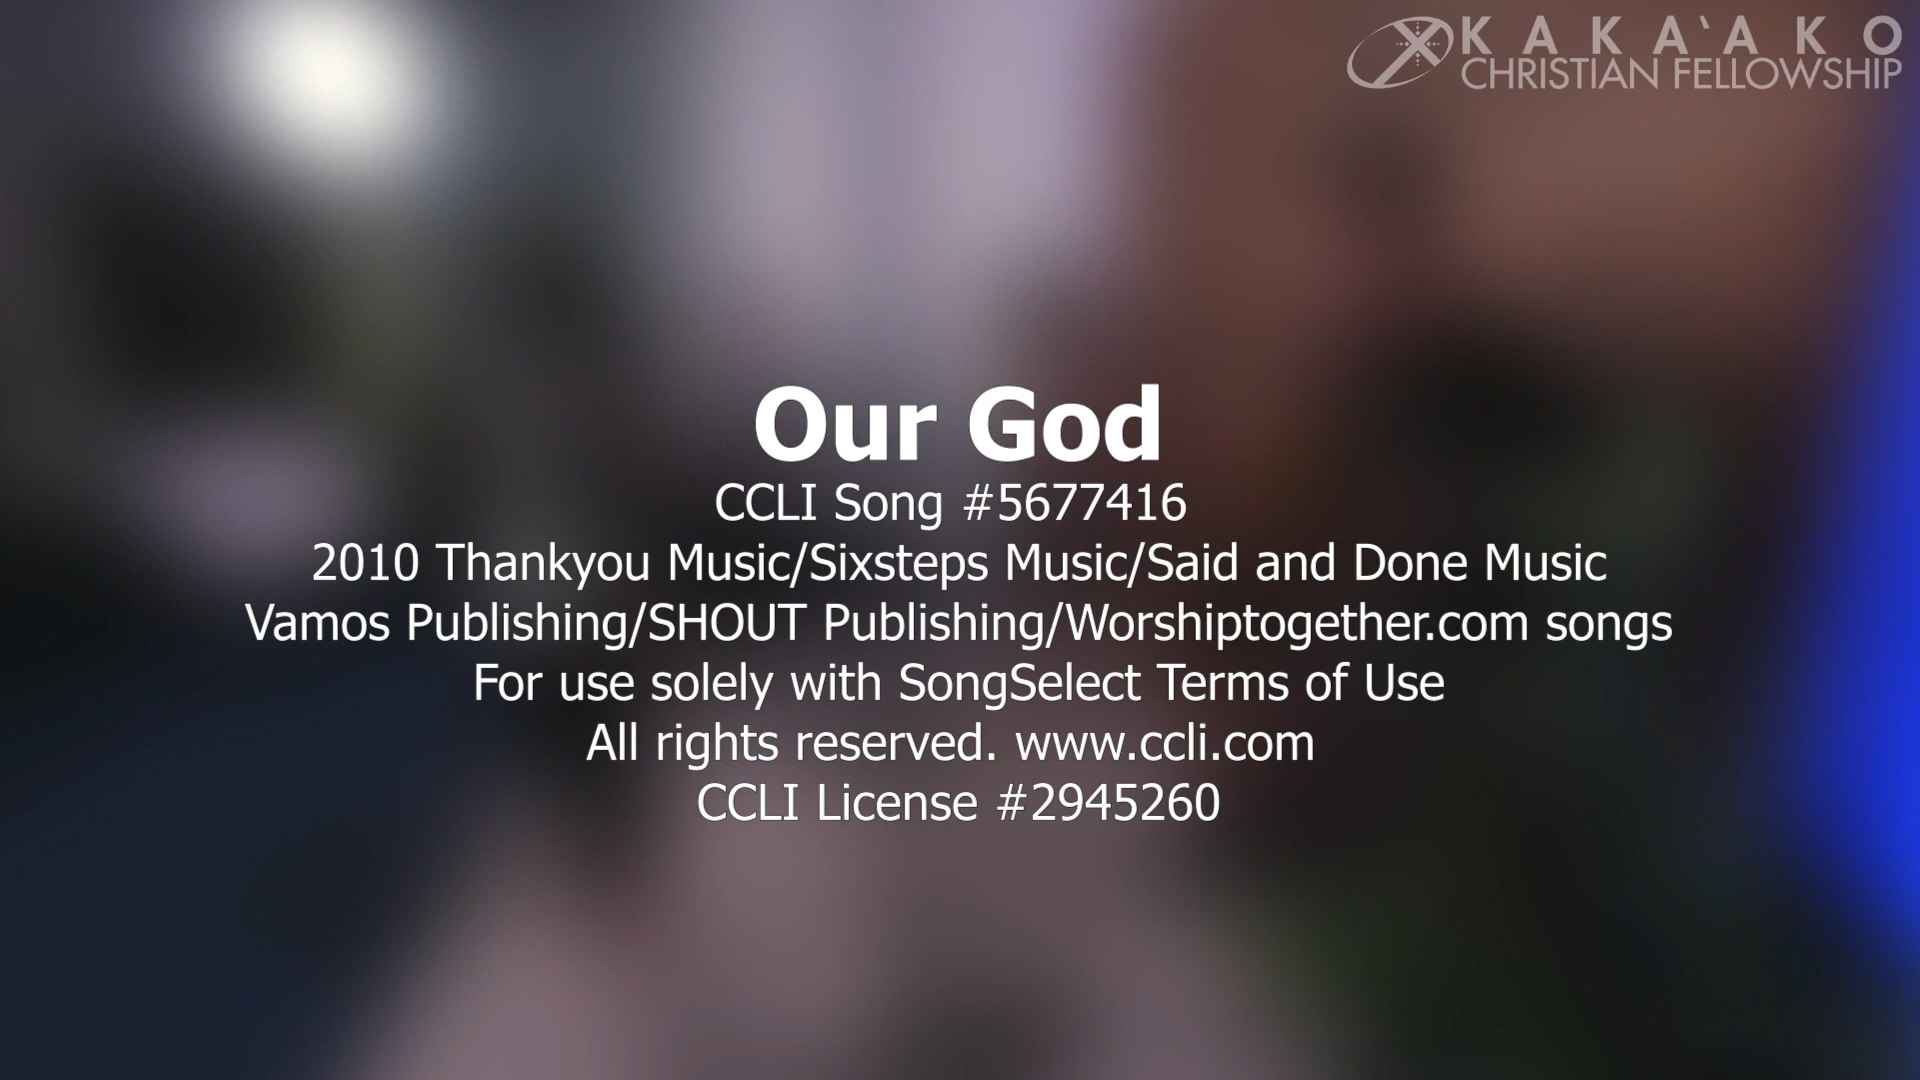 KAKAʻAKO
CHRISTIAN FELLOWSHIP
Our God
CCLI Song #5677416
2010 Thankyou Music/Sixsteps Music/Said and Done Music
Vamos Publishing/SHOUT Publishing/Worshiptogether.com songs
For use solely with SongSelect Terms of Use
All rights reserved. www.ccli.com
CCLI License #2945260